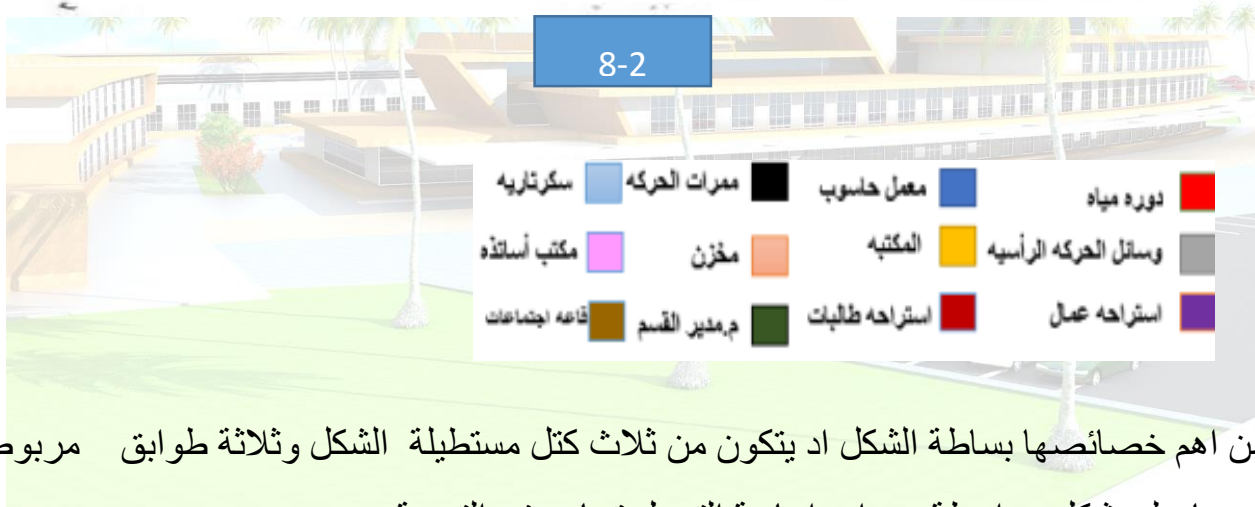 8-2
دوره مياه معمل حاسوب ممرات الحركه سكرتاريه
وسائل الحركه الرأسيه المكتبه مخزن مكتب أساتذه
استراحه عمال استراحه طالبات م.مدير القسم قاعه اجتماعات
ن اهم خصائصها بساطة الشكل اد يتكون من ثلاث كتل مستطيلة الشكل وثلاثة طوابق مربوط